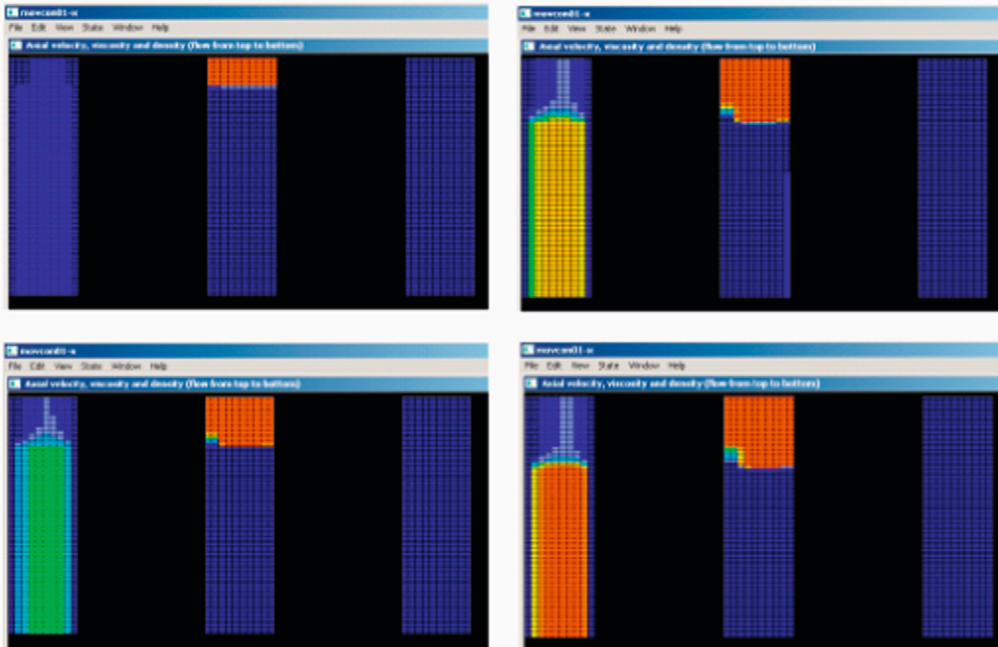 movcon01-x
File Edit View State Window Help
Axial velocity, viscosity and density (flow from top to bottom)
movcon01-x
File Edit View State Window Help
Axial velocity, viscosity and density (flow from top to bottom)
movcon01-x
File Edit View State Window Help
Axial velocity, viscosity and density (flow from top to bottom)
movcon01-x
File Edit View State Window Help
Axial velocity, viscosity and density (flow from top to bottom)